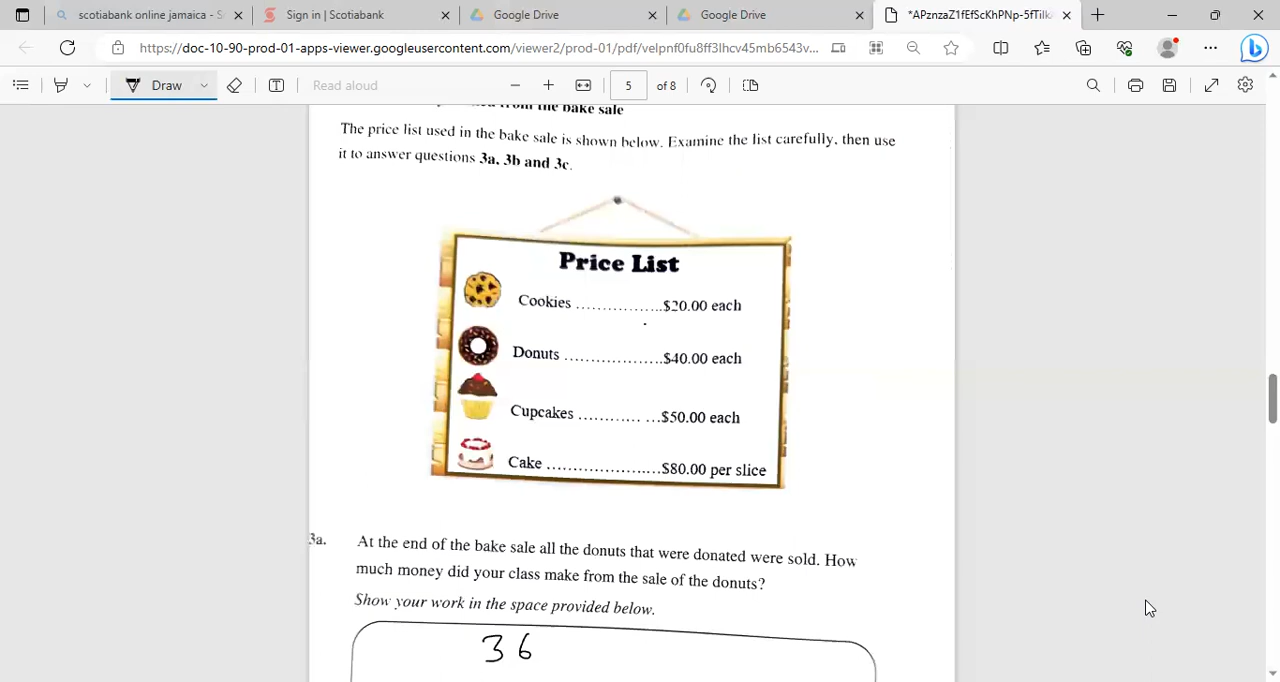 scotiabank online jamaica - S
Sign in | Scotiabank
Google Drive
Google Drive
*APznzaZ1fEfScKhPNp-5fTilk
https://doc-10-90-prod-01-apps-viewer.googleusercontent.com/viewer2/prod-01/pdf/velpnf0fu8ff3lhcv45mb6543v...
Draw
Read aloud
5 of 8
from the bake sale
The price list used in the bake sale is shown below. Examine the list carefully, then use
it to answer questions 3a, 3b and 3c.
Price List
Cookies ................$20.00 each
Donuts ..................$40.00 each
Cupcakes ............ ...$50.00 each
Cake ......................$80.00 per slice
3a. At the end of the bake sale all the donuts that were donated were sold. How
much money did your class make from the sale of the donuts?
Show your work in the space provided below.
36